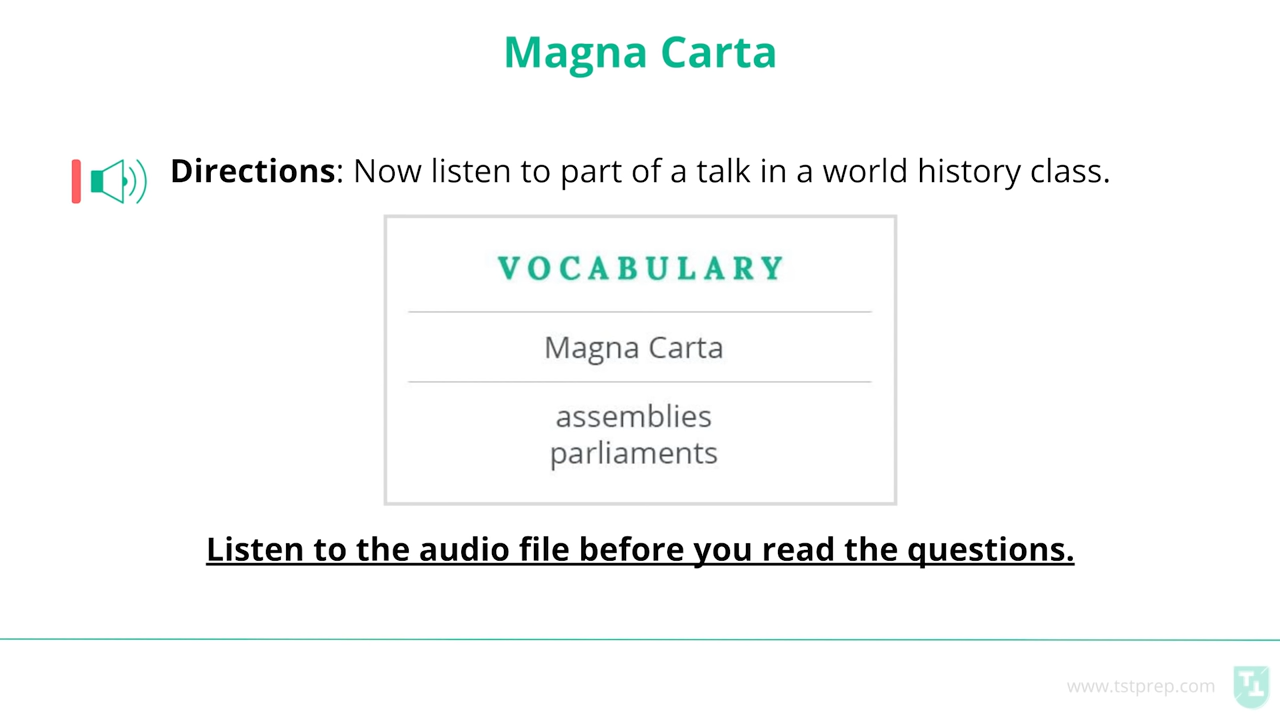 Magna Carta
Directions: Now listen to part of a talk in a world history class.
VOCABULARY
Magna Carta
assemblies
parliaments
Listen to the audio file before you read the questions.
www.tstprep.com